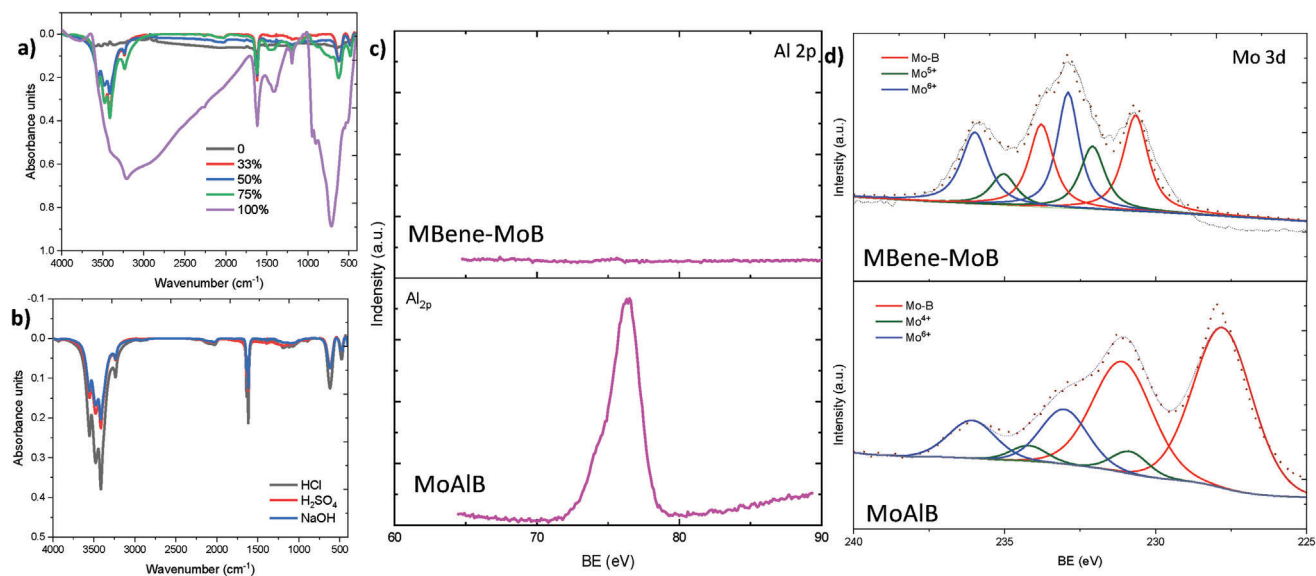 a)
0.0
0.2
0.4
0.6
0.8
1.0
Absorbance units
0
33%
50%
75%
100%
4000 3500 3000 2500 2000 1500 1000 500
Wavenumber (cm⁻¹)
b)
-0.1
0.0
0.1
0.2
0.3
0.4
0.5
Absorbance units
HCl
H₂SO₄
NaOH
4000 3500 3000 2500 2000 1500 1000 500
Wavenumber (cm⁻¹)
c)
Al 2p
MBene-MoB
Indensity (a.u.)
Al₂ₚ
MoAlB
60 70 80 90
BE (eV)
d)
Mo 3d
Mo-B
Mo⁵⁺
Mo⁶⁺
Intensity (a.u.)
MBene-MoB
Mo-B
Mo⁴⁺
Mo⁶⁺
Intensity (a.u.)
MoAlB
240 235 230 225
BE (eV)